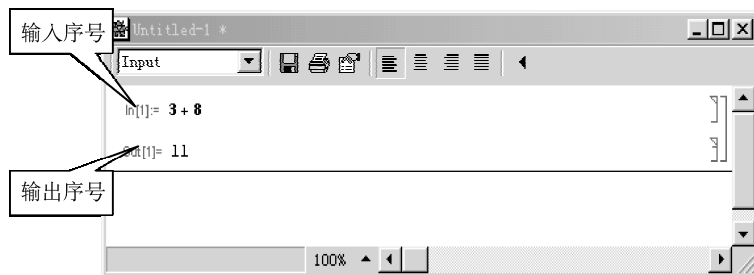 输入序号
Untitled-1 *
Input
In[1]:= 3 + 8
Out[1]= 11
输出序号
100%